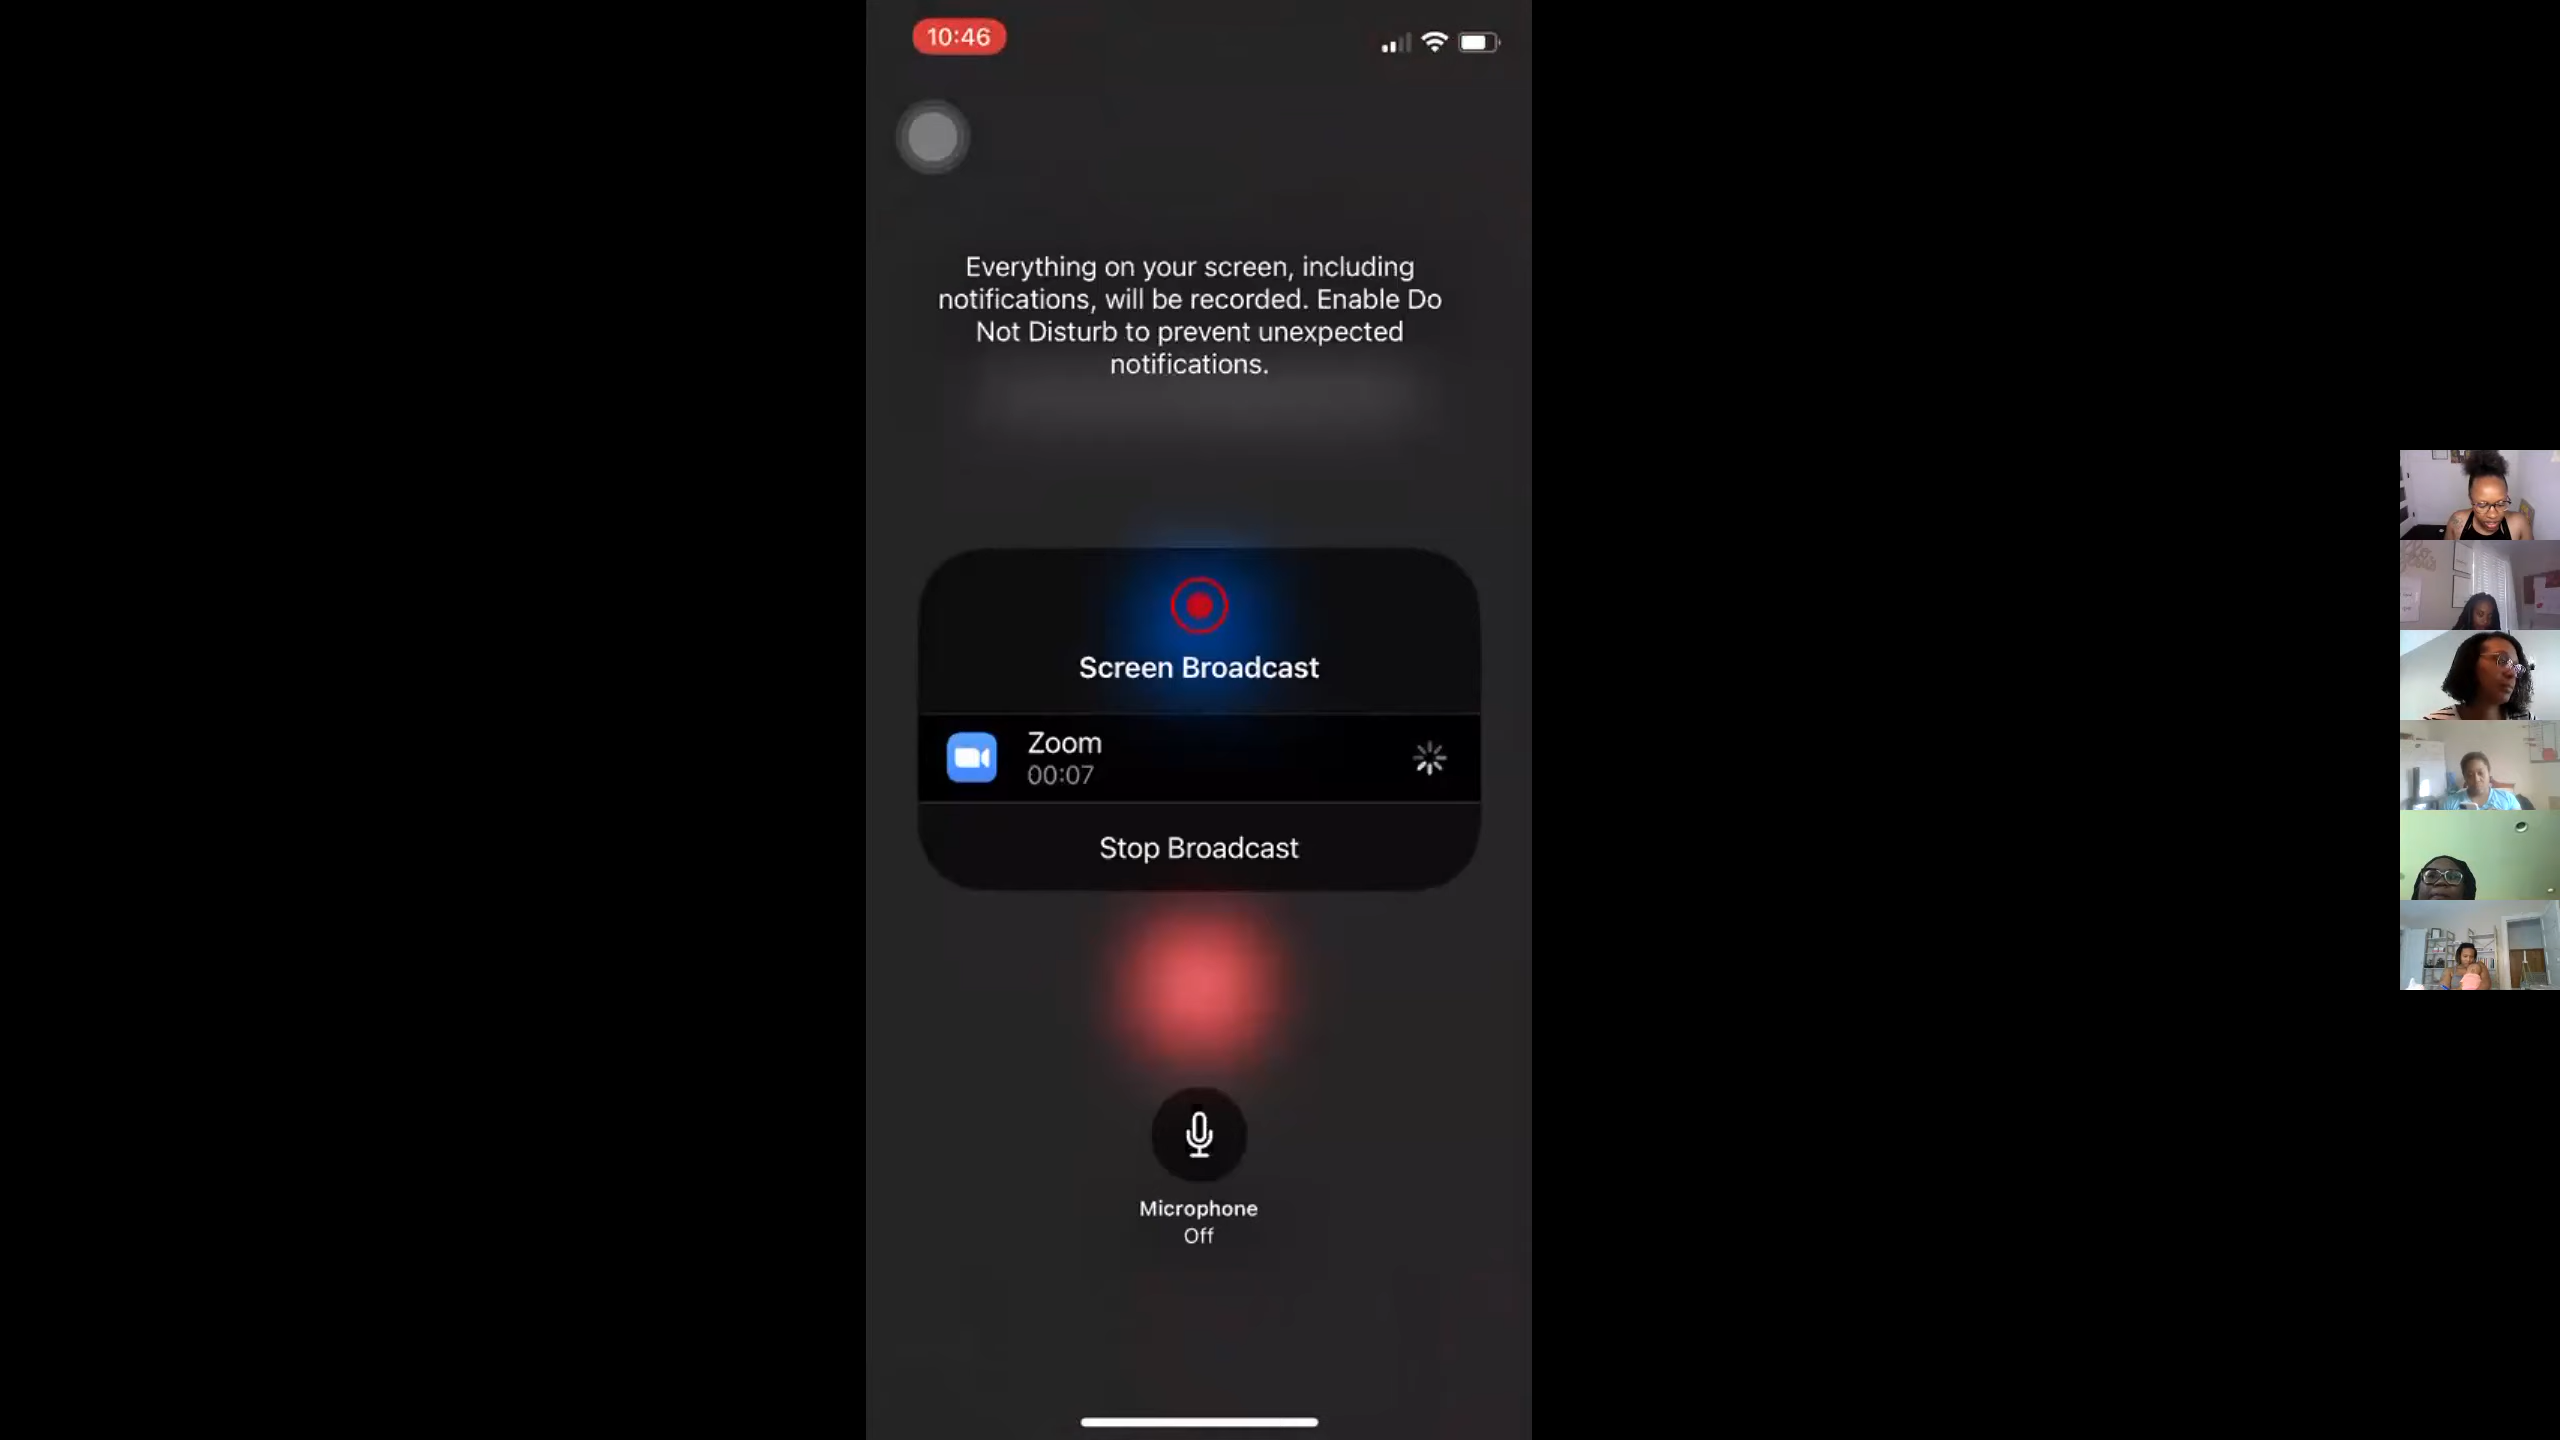 10:46
Everything on your screen, including
notifications, will be recorded. Enable Do
Not Disturb to prevent unexpected
notifications.
Screen Broadcast
Zoom
00:07
Stop Broadcast
Microphone
Off